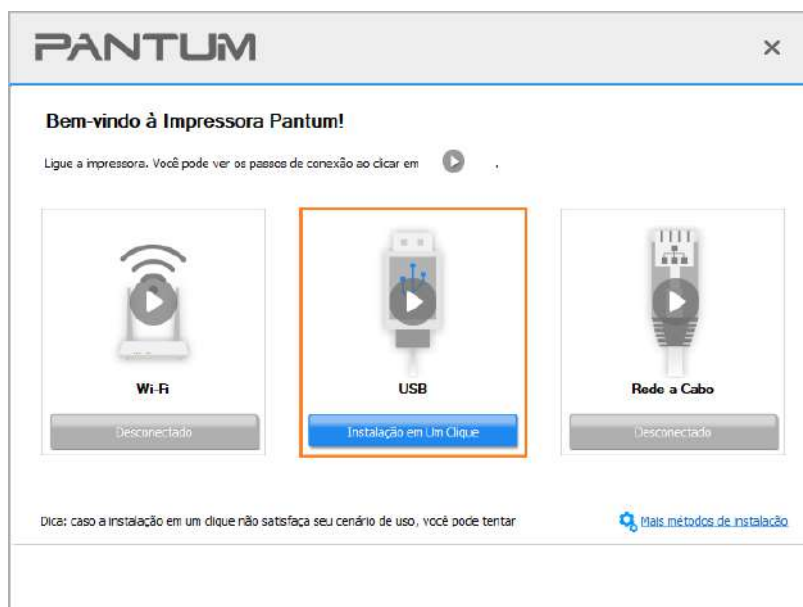 PANTUM
Bem-vindo à Impressora Pantum!
Ligue a impressora. Você pode ver os passos de conexão ao clicar em .
Wi-Fi
USB
Rede a Cabo
Desconectado
Instalação em Um Clique
Desconectado
Dica: caso a instalação em um clique não satisfaça seu cenário de uso, você pode tentar
Mais métodos de instalação